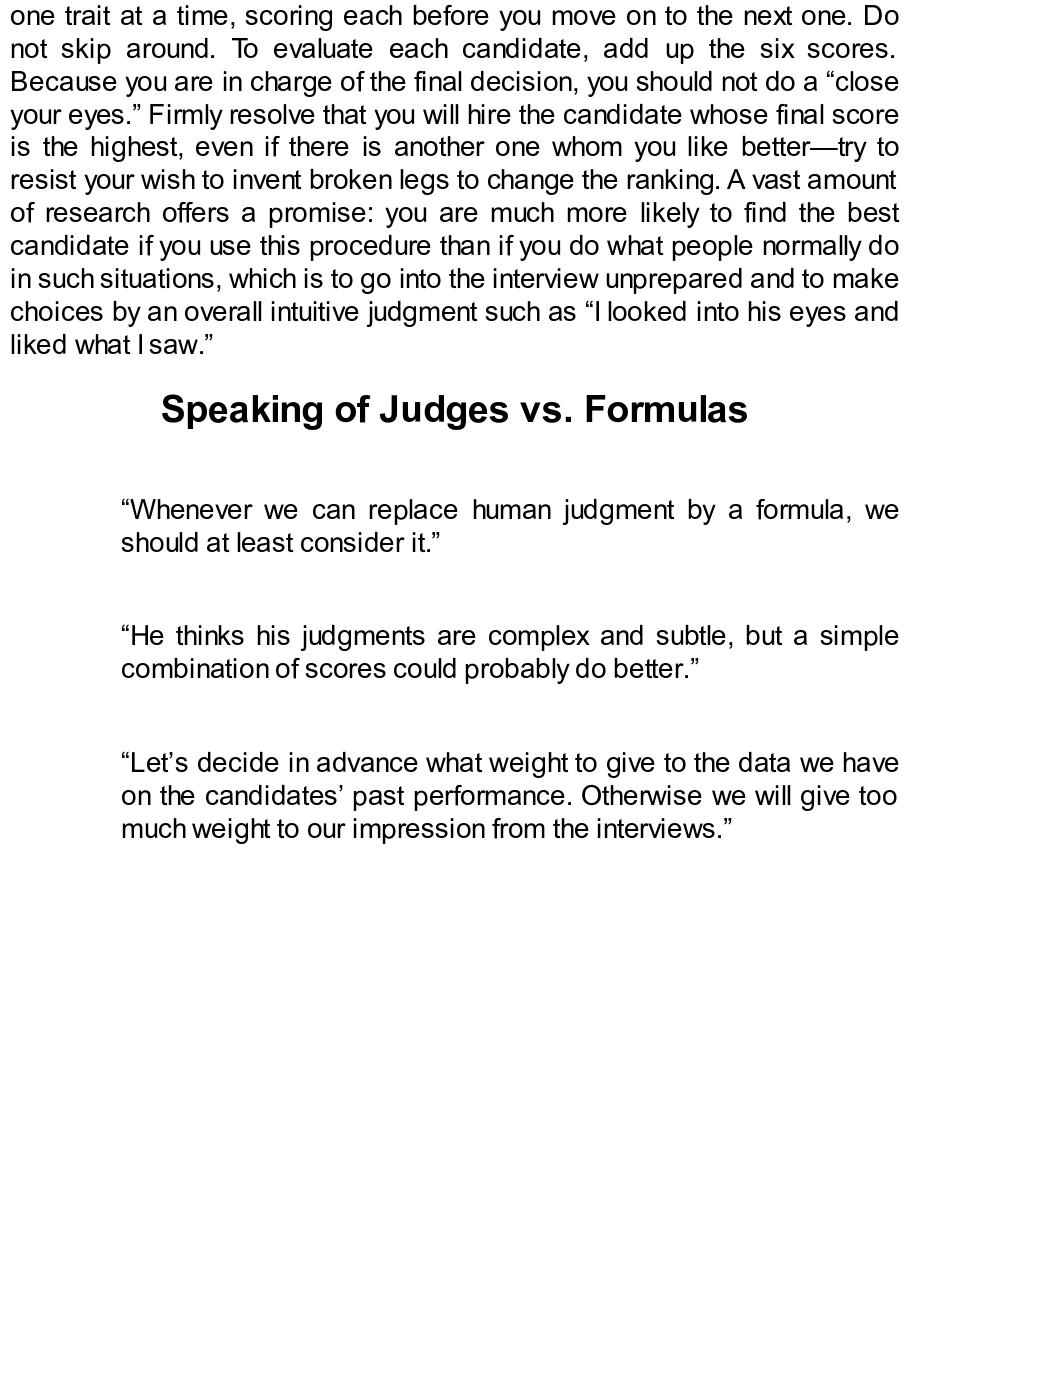 one trait at a time, scoring each before you move on to the next one. Do
not skip around. To evaluate each candidate, add up the six scores.
Because you are in charge of the final decision, you should not do a “close
your eyes.” Firmly resolve that you will hire the candidate whose final score
is the highest, even if there is another one whom you like better—try to
resist your wish to invent broken legs to change the ranking. A vast amount
of research offers a promise: you are much more likely to find the best
candidate if you use this procedure than if you do what people normally do
in such situations, which is to go into the interview unprepared and to make
choices by an overall intuitive judgment such as “I looked into his eyes and
liked what I saw.”
Speaking of Judges vs. Formulas
“Whenever we can replace human judgment by a formula, we
should at least consider it.”
“He thinks his judgments are complex and subtle, but a simple
combination of scores could probably do better.”
“Let’s decide in advance what weight to give to the data we have
on the candidates’ past performance. Otherwise we will give too
much weight to our impression from the interviews.”